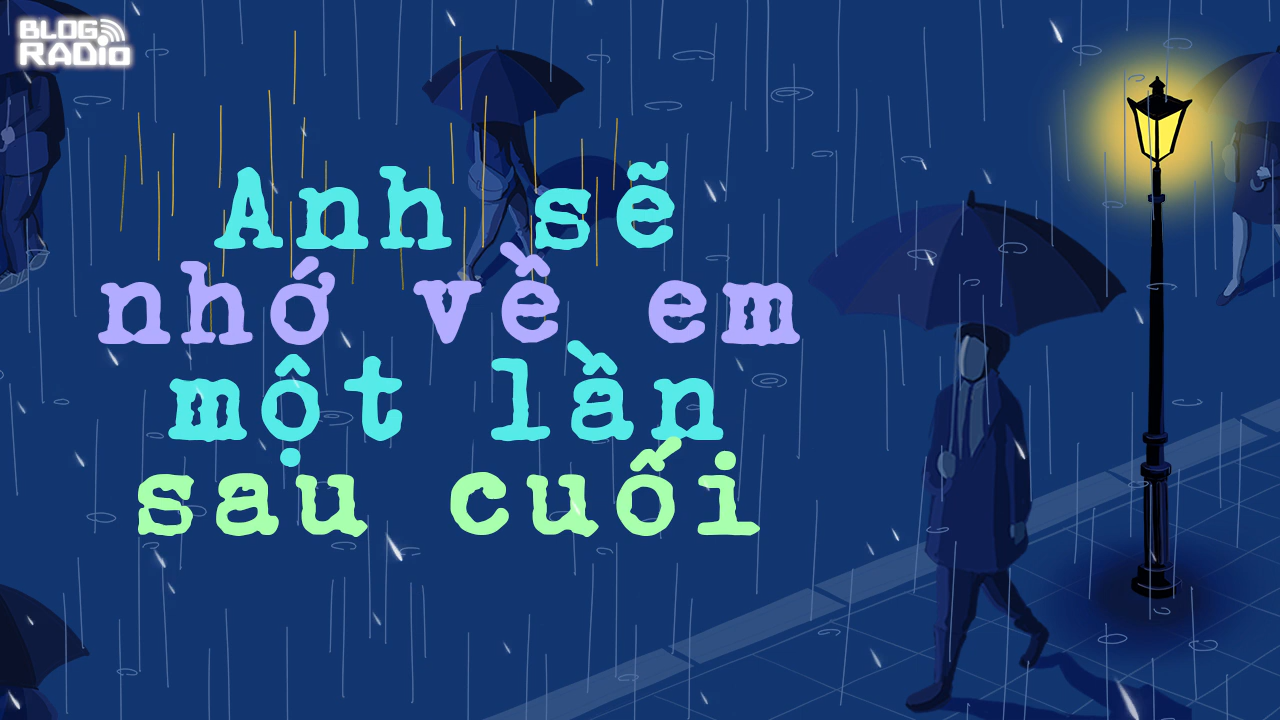 BLOG
RADIO
Anh sẽ
nhớ về em
một lần
sau cuối